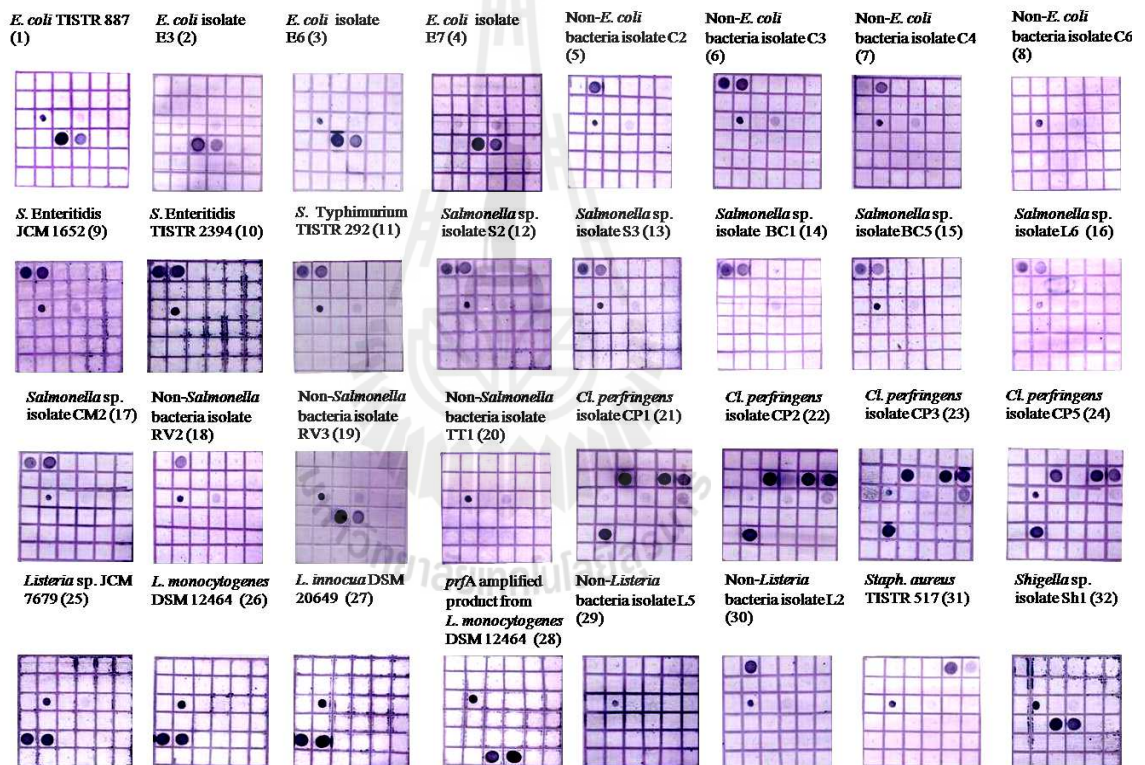 E. coli TISTR 887
(1)
E. coli isolate
E3 (2)
E. coli isolate
E6 (3)
E. coli isolate
E7 (4)
Non-E. coli
bacteria isolate C2
(5)
Non-E. coli
bacteria isolate C3
(6)
Non-E. coli
bacteria isolate C4
(7)
Non-E. coli
bacteria isolate C6
(8)
S. Enteritidis
JCM 1652 (9)
S. Enteritidis
TISTR 2394 (10)
S. Typhimurium
TISTR 292 (11)
Salmonella sp.
isolate S2 (12)
Salmonella sp.
isolate S3 (13)
Salmonella sp.
isolate BC1 (14)
Salmonella sp.
isolate BC5 (15)
Salmonella sp.
isolate L6 (16)
Salmonella sp.
isolate CM2 (17)
Non-Salmonella
bacteria isolate
RV2 (18)
Non-Salmonella
bacteria isolate
RV3 (19)
Non-Salmonella
bacteria isolate
TT1 (20)
Cl. perfringens
isolate CP1 (21)
Cl. perfringens
isolate CP2 (22)
Cl. perfringens
isolate CP3 (23)
Cl. perfringens
isolate CP5 (24)
Listeria sp. JCM
7679 (25)
L. monocytogenes
DSM 12464 (26)
L. innocua DSM
20649 (27)
prfA amplified
product from
L. monocytogenes
DSM 12464 (28)
Non-Listeria
bacteria isolate L5
(29)
Non-Listeria
bacteria isolate L2
(30)
Staph. aureus
TISTR 517 (31)
Shigella sp.
isolate Sh1 (32)